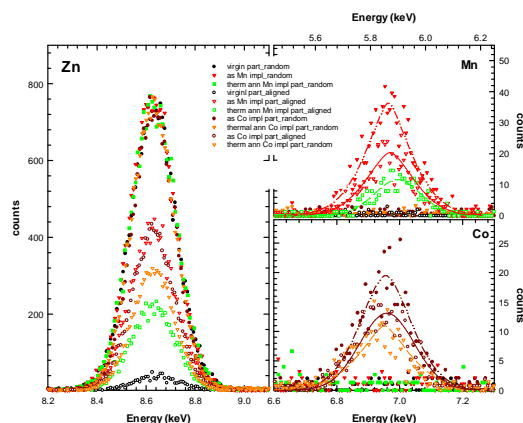 Energy (keV)
5.6 5.8 6.0 6.2
Zn
Mn
Co
800
600
400
200
counts
8.2 8.4 8.6 8.8 9.0
Energy (keV)
virgin part_random
as Mn impl_random
therm ann Mn impl part_random
virginl part_aligned
as Mn impl part_aligned
therm ann Mn impl part_aligned
as Co impl part_random
thermal ann Co impl part_random
as Co impl part_aligned
therm ann Co impl part_random
50
40
30
20
10
0
counts
25
20
15
10
5
0
counts
6.6 6.8 7.0 7.2
Energy (keV)